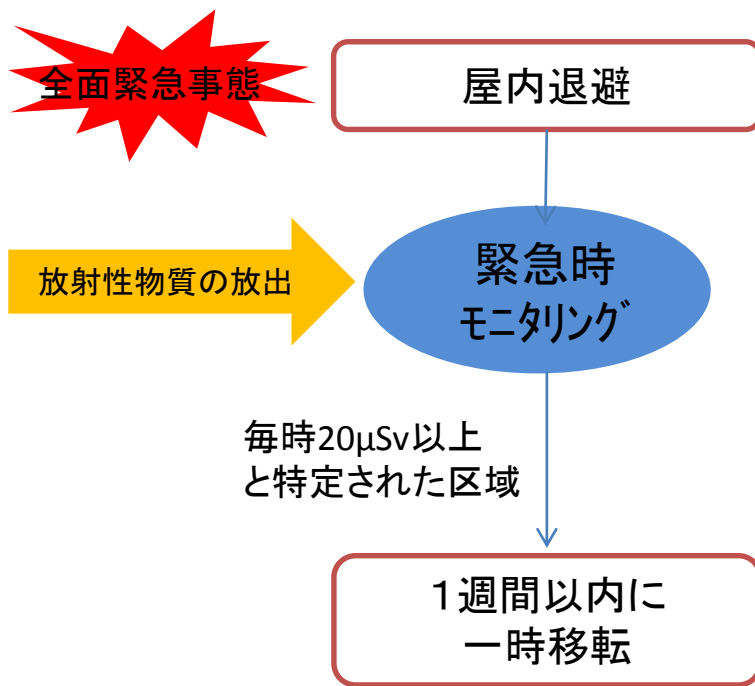 全面緊急事態
屋内退避
放射性物質の放出
緊急時
ﾓﾆﾀﾘﾝｸﾞ
毎時20μSv以上
と特定された区域
１週間以内に
一時移転